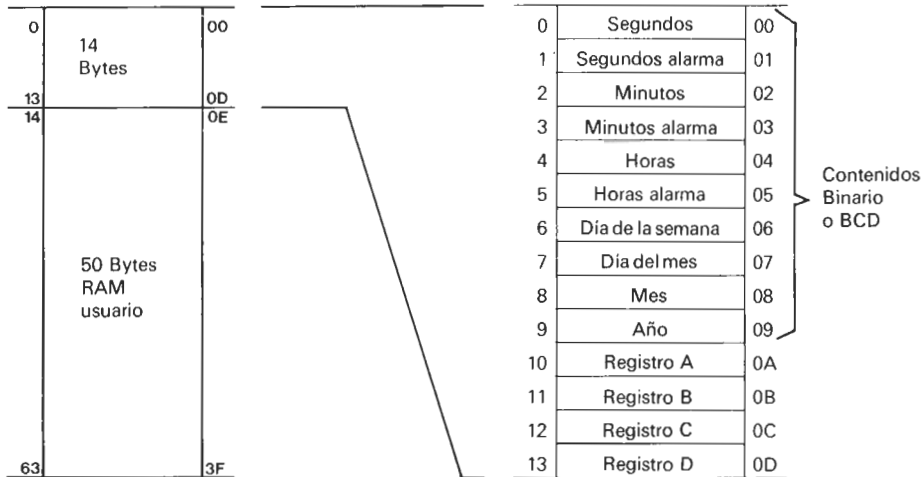 0
00
14
Bytes
13
0D
14
0E
50 Bytes
RAM
usuario
63
3F
0 Segundos 00
1 Segundos alarma 01
2 Minutos 02
3 Minutos alarma 03
4 Horas 04
5 Horas alarma 05
6 Día de la semana 06
7 Día del mes 07
8 Mes 08
9 Año 09
10 Registro A 0A
11 Registro B 0B
12 Registro C 0C
13 Registro D 0D
Contenidos
Binario
o BCD